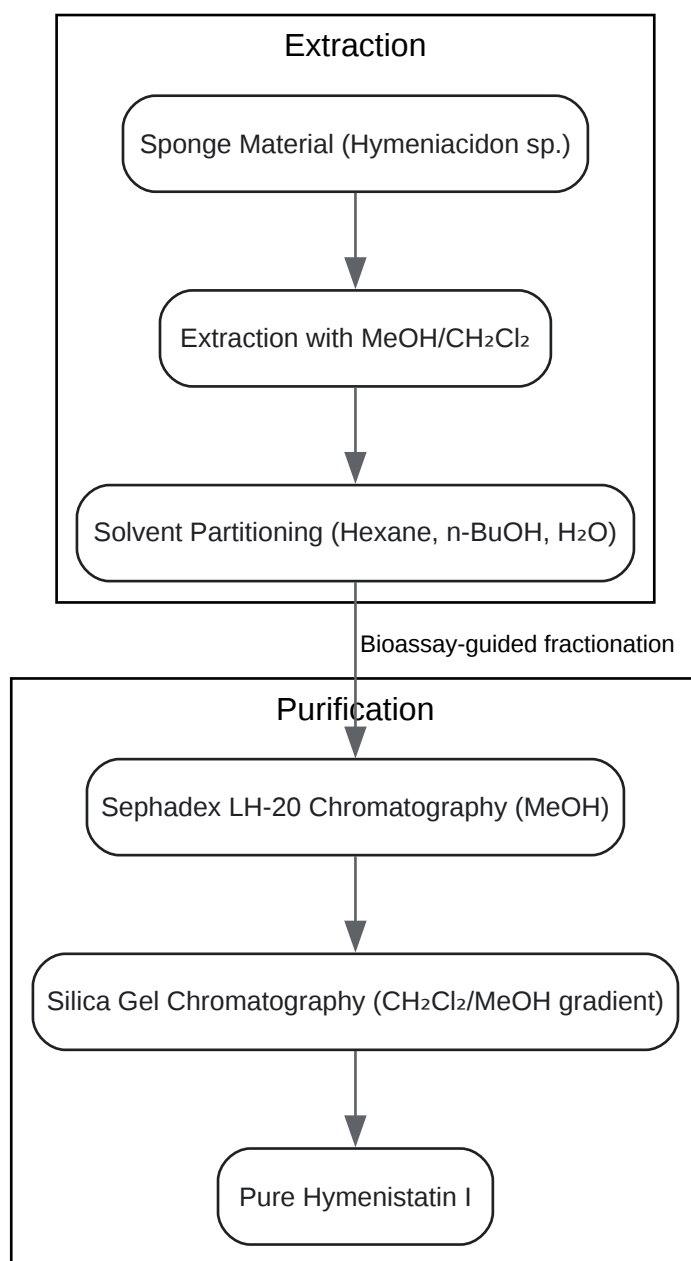 Extraction
Sponge Material (Hymeniacidon sp.)
Extraction with MeOH/CH₂Cl₂
Solvent Partitioning (Hexane, n-BuOH, H₂O)
Bioassay-guided fractionation
Purification
Sephadex LH-20 Chromatography (MeOH)
Silica Gel Chromatography (CH₂Cl₂/MeOH gradient)
Pure Hymenistatin I